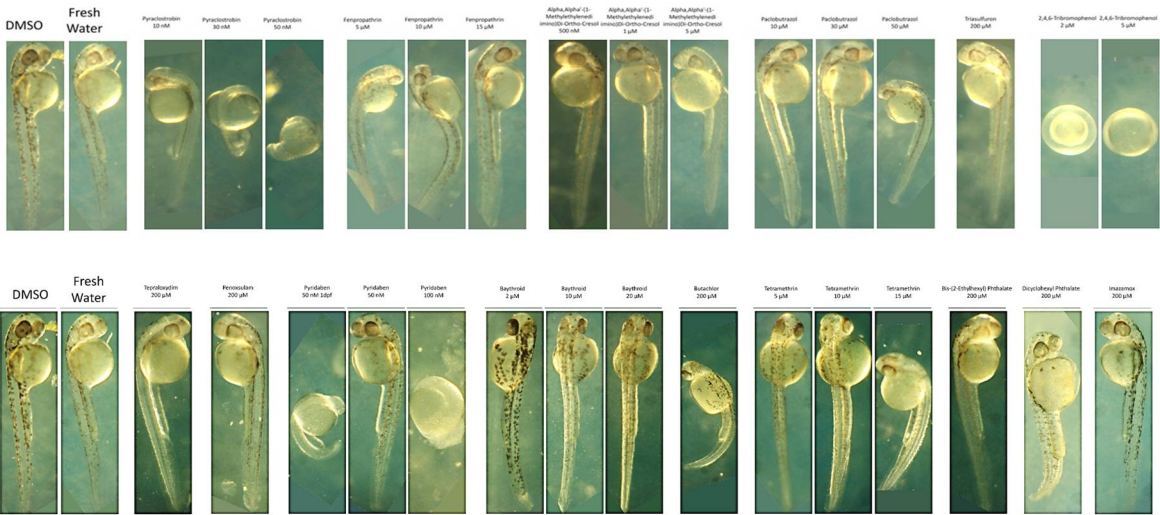 DMSO
Fresh
Water
Pyraclostrobin
10 nM
Pyraclostrobin
30 nM
Pyraclostrobin
50 nM
Fenpropathrin
5 µM
Fenpropathrin
10 µM
Fenpropathrin
15 µM
Alpha,Alpha'-(1-
Methylethylenedi
imino)Di-Ortho-Cresol
500 nM
Alpha,Alpha'-(1-
Methylethylenedi
imino)Di-Ortho-Cresol
1 µM
Alpha,Alpha'-(1-
Methylethylenedi
imino)Di-Ortho-Cresol
5 µM
Paclobutrazol
10 µM
Paclobutrazol
30 µM
Paclobutrazol
50 µM
Triasulfuron
200 µM
2,4,6-Tribromophenol
2 µM
2,4,6-Tribromophenol
5 µM
DMSO
Fresh
Water
Tepraloxydim
200 µM
Penoxsulam
200 µM
Pyridaben
50 nM 1dpf
Pyridaben
50 nM
Pyridaben
100 nM
Baythroid
2 µM
Baythroid
10 µM
Baythroid
20 µM
Butachlor
200 µM
Tetramethrin
5 µM
Tetramethrin
10 µM
Tetramethrin
15 µM
Bis-(2-Ethylhexyl) Phthalate
200 µM
Dicyclohexyl Phthalate
200 µM
Imazamox
200 µM